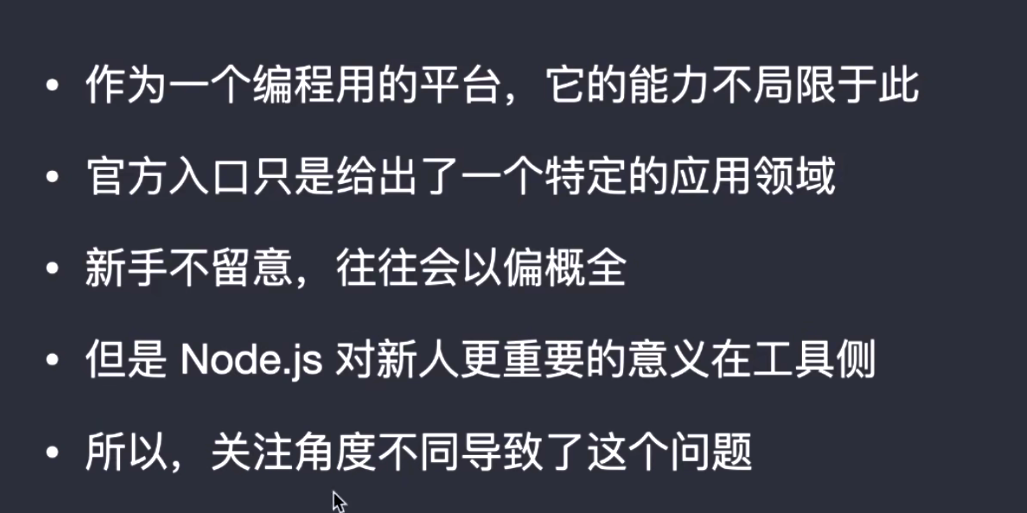 • 作为一个编程用的平台，它的能力不局限于此
• 官方入口只是给出了一个特定的应用领域
• 新手不留意，往往会以偏概全
• 但是 Node.js 对新人更重要的意义在工具侧
• 所以，关注角度不同导致了这个问题